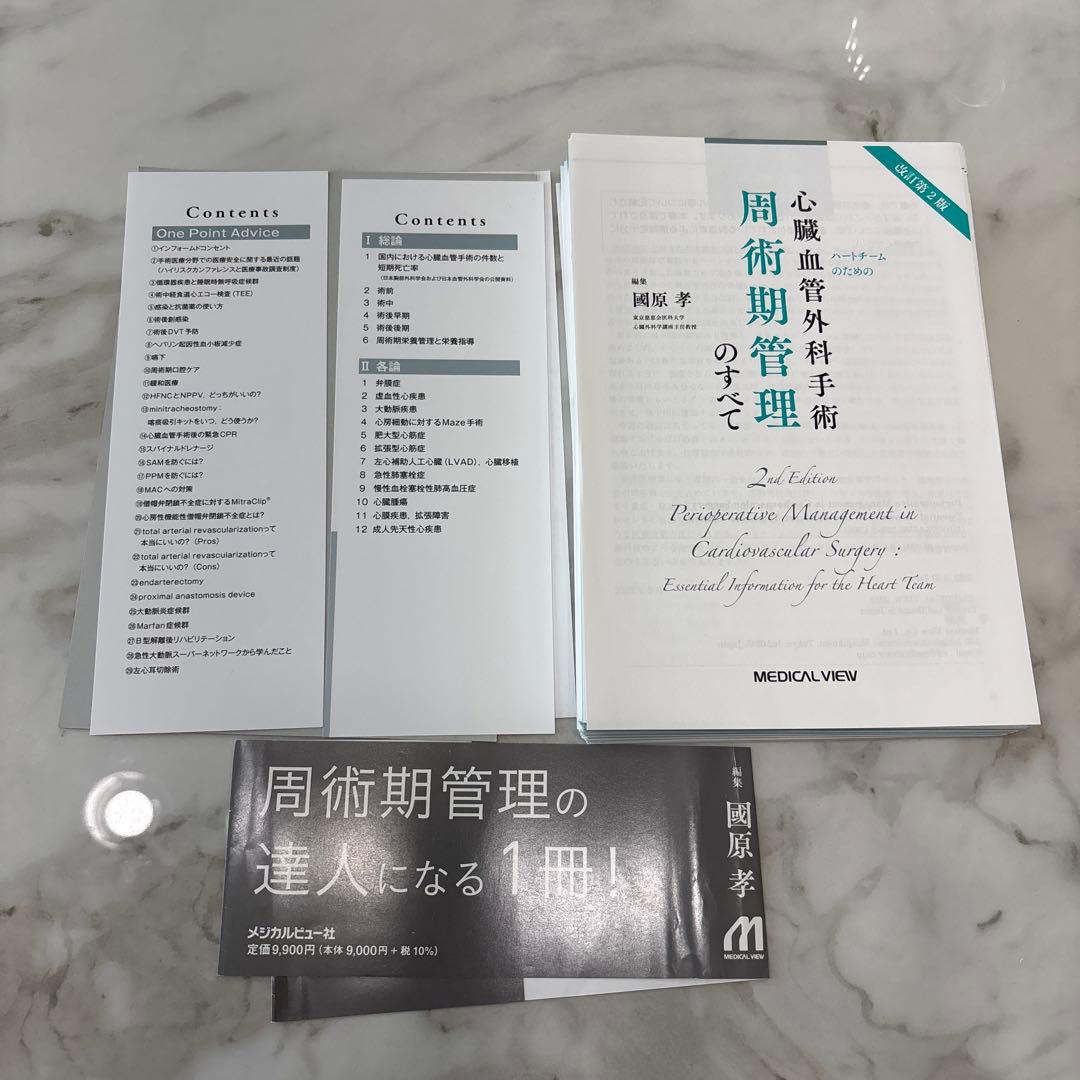 Contents
One Point Advice
①インフォームドコンセント
②手術医療分野での医療安全に関する最近の話題
（ハイリスクカンファレンスと医療事故調査制度）
③循環器疾患と睡眠時無呼吸症候群
④術中経食道心エコー検査（TEE）
⑤感染と抗菌薬の使い方
⑥術後創感染
⑦術後DVT予防
⑧ヘパリン起因性血小板減少症
⑨嚥下
⑩周術期口腔ケア
⑪緩和医療
⑫HFNCとNPPV、どっちがいいの?
⑬minitracheostomy：
喀痰吸引キットをいつ、どう使うか?
⑭心臓血管手術後の緊急CPR
⑮スパイナルドレナージ
⑯SAMを防ぐには?
⑰PPMを防ぐには?
⑱MACへの対策
⑲僧帽弁閉鎖不全症に対するMitraClip®
⑳心房性機能性僧帽弁閉鎖不全症とは?
㉑total arterial revascularizationって
本当にいいの?（Pros）
㉒total arterial revascularizationって
本当にいいの?（Cons）
㉓endarterectomy
㉔proximal anastomosis device
㉕大動脈炎症候群
㉖Marfan症候群
㉗B型解離後リハビリテーション
㉘急性大動脈スーパーネットワークから学んだこと
㉙左心耳切除術
Contents
Ⅰ 総論
1 国内における心臓血管手術の件数と
短期死亡率
（日本胸部外科学会および日本血管外科学会の公開資料）
2 術前
3 術中
4 術後早期
5 術後後期
6 周術期栄養管理と栄養指導
Ⅱ 各論
1 弁膜症
2 虚血性心疾患
3 大動脈疾患
4 心房細動に対するMaze手術
5 肥大型心筋症
6 拡張型心筋症
7 左心補助人工心臓（LVAD）、心臓移植
8 急性肺塞栓症
9 慢性血栓塞栓性肺高血圧症
10 心臓腫瘍
11 心膜疾患、拡張障害
12 成人先天性心疾患
改訂第2版
ハートチーム
のための
心臓血管外科手術
周術期管理
のすべて
編集
國原 孝
東京慈恵会医科大学
心臓外科学講座主任教授
2nd Edition
Perioperative Management in
Cardiovascular Surgery :
Essential Information for the Heart Team
MEDICAL VIEW
周術期管理の
達人になる1冊!
メジカルビュー社
定価9,900円（本体9,000円＋税10%）
編集
國原 孝
MEDICAL VIEW